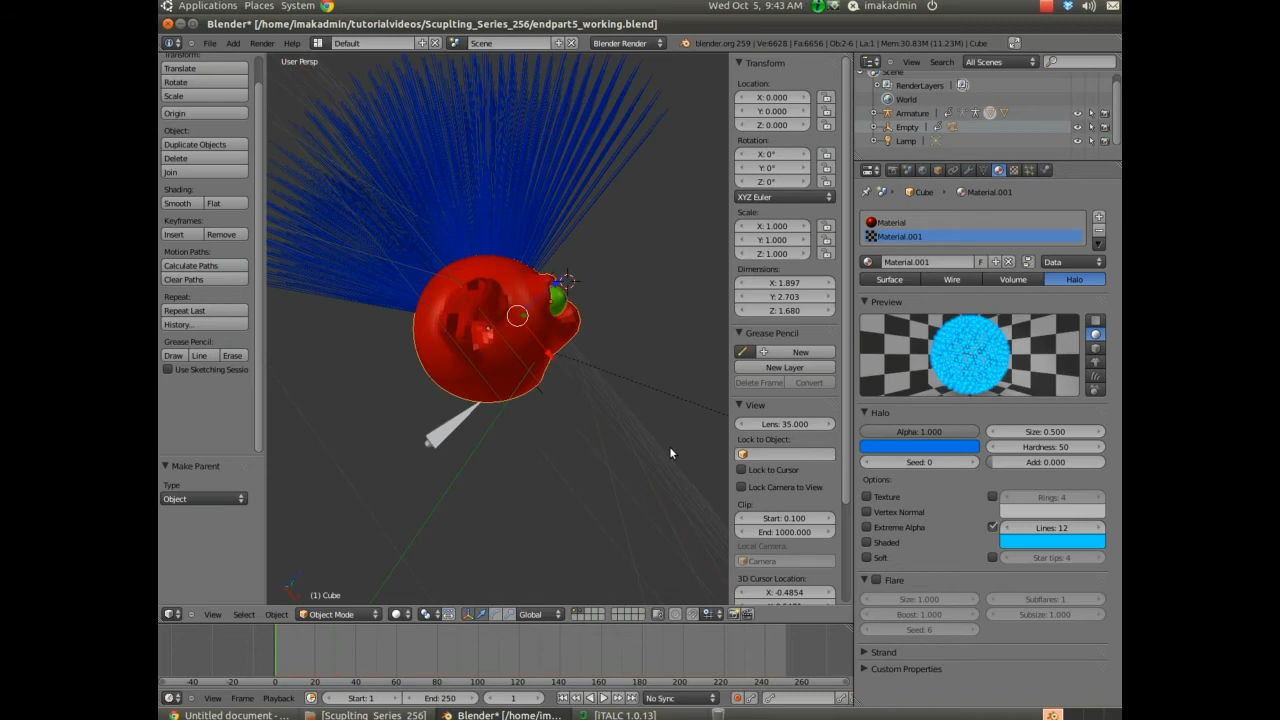 Applications Places System Wed Oct 5, 9:43 AM imakadmin
Blender* [/home/imakadmin/tutorialvideos/Scuplting_Series_256/endpart5_working.blend]
File Add Render Help Default Scene Blender Render blender.org 259 | Ve:6628 | Fa:6656 | Ob:2-6 | La:1 | Mem:30.83M (11.23M) | Cube
Transform:
Translate
Rotate
Scale
Origin
Object:
Duplicate Objects
Delete
Join
Shading:
Smooth Flat
Keyframes:
Insert Remove
Motion Paths:
Calculate Paths
Clear Paths
Repeat:
Repeat Last
History...
Grease Pencil:
Draw Line Erase
Use Sketching Sessio
Make Parent
Type
Object
User Persp
(1) Cube
Transform
Location:
X: 0.000
Y: 0.000
Z: 0.000
Rotation:
X: 0°
Y: 0°
Z: 0°
XYZ Euler
Scale:
X: 1.000
Y: 1.000
Z: 1.000
Dimensions:
X: 1.897
Y: 2.703
Z: 1.680
Grease Pencil
New
New Layer
Delete Frame Convert
View
Lens: 35.000
Lock to Object:
Lock to Cursor
Lock Camera to View
Clip:
Start: 0.100
End: 1000.000
Local Camera:
Camera
3D Cursor Location:
X: -0.4854
View Search All Scenes
Scene
RenderLayers
World
Armature
Empty
Lamp
Cube Material.001
Material
Material.001
Material.001 F Data
Surface Wire Volume Halo
Preview
Halo
Alpha: 1.000 Size: 0.500
Hardness: 50
Seed: 0 Add: 0.000
Options:
Texture Rings: 4
Vertex Normal
Extreme Alpha Lines: 12
Shaded
Soft Star tips: 4
Flare
Size: 1.000 Subflares: 1
Boost: 1.000 Subsize: 1.000
Seed: 6
Strand
Custom Properties
View Select Object Object Mode Global
-40 -20 0 20 40 60 80 100 120 140 160 180 200 220 240 260
View Frame Playback Start: 1 End: 250 1 No Sync
Untitled document - ... [Scuplting_Series_256] Blender* [/home/im... [iTALC 1.0.13]